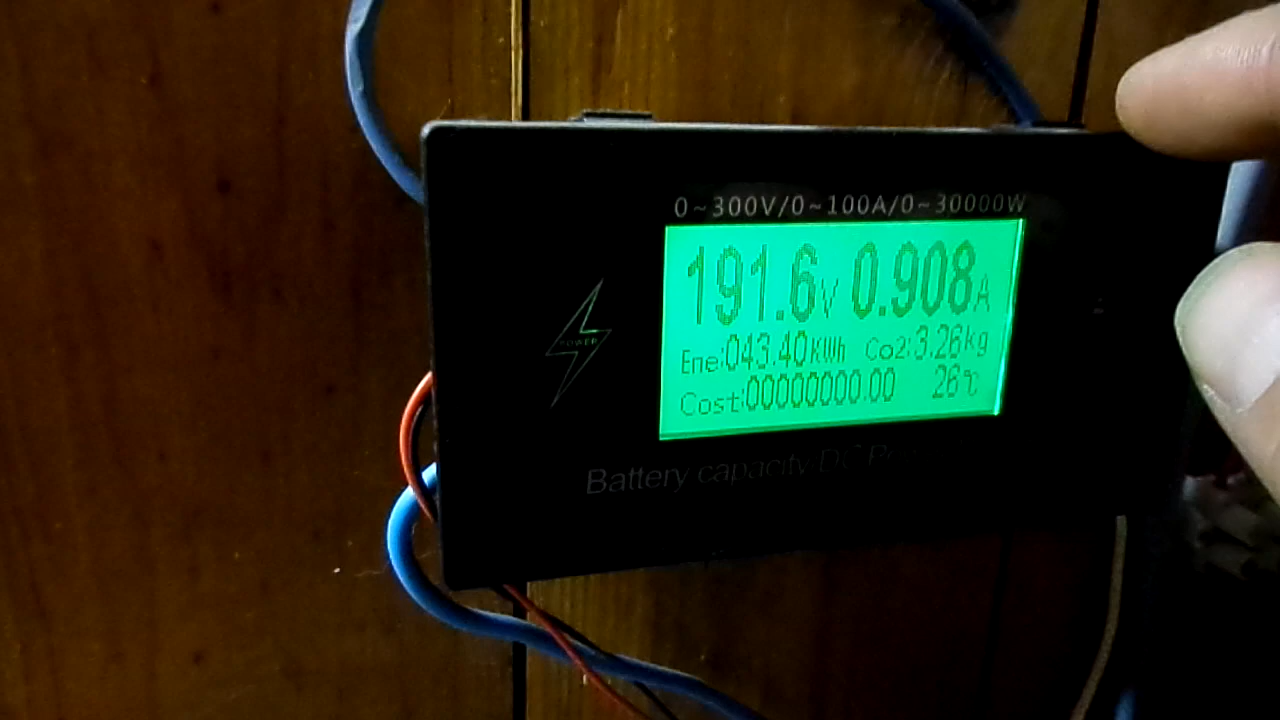 0~300V/0~100A/0~30000W
191.6V 0.908A
POWER
Ene:043.40KWh Co2:3.26kg
Cost:00000000.00 26℃
Battery capacity DC